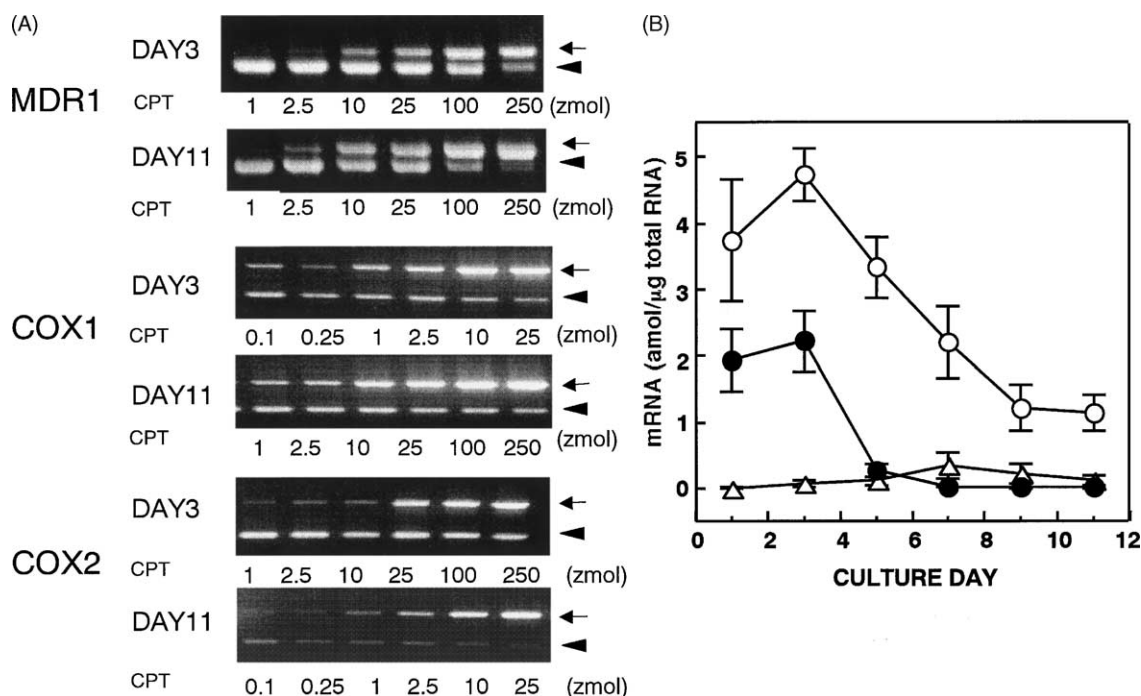 (A)
MDR1
DAY3
CPT 1 2.5 10 25 100 250 (zmol)
DAY11
CPT 1 2.5 10 25 100 250 (zmol)
COX1
DAY3
CPT 0.1 0.25 1 2.5 10 25 (zmol)
DAY11
CPT 1 2.5 10 25 100 250 (zmol)
COX2
DAY3
CPT 1 2.5 10 25 100 250 (zmol)
DAY11
CPT 0.1 0.25 1 2.5 10 25 (zmol)
(B)
mRNA (amol/μg total RNA)
5
4
3
2
1
0
0 2 4 6 8 10 12
CULTURE DAY